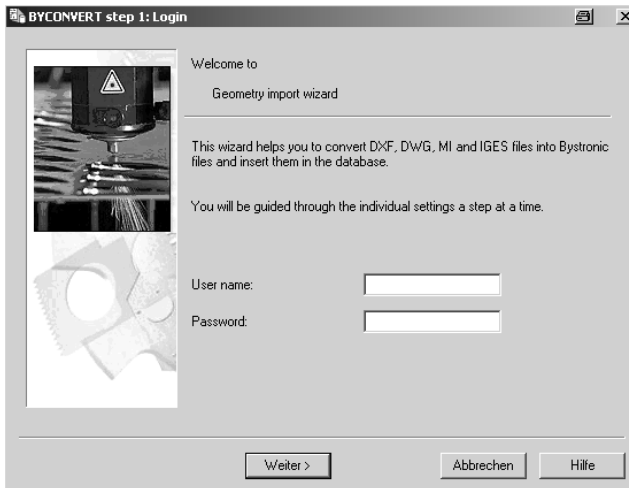 BYCONVERT step 1: Login
Welcome to
Geometry import wizard
This wizard helps you to convert DXF, DWG, MI and IGES files into Bystronic
files and insert them in the database.
You will be guided through the individual settings a step at a time.
User name:
Password:
Weiter >
Abbrechen
Hilfe